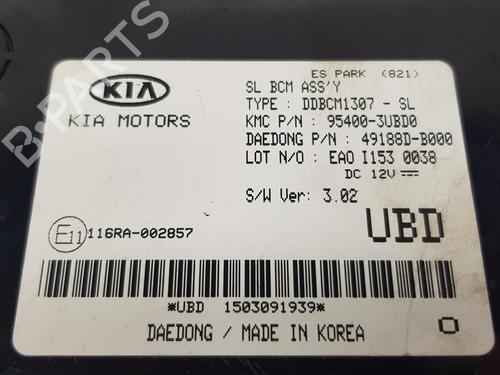 ES PARK (821)
KIA
KIA MOTORS
SL BCM ASS'Y
TYPE : DDBCM1307 - SL
KMC P/N : 95400-3UBD0
DAEDONG P/N : 49188D-B000
LOT N/O : EAO I153 0038
DC 12V
S/W Ver: 3.02
UBD
E11 116RA-002857
*UBD 1503091939*
DAEDONG / MADE IN KOREA
O
B-Parts